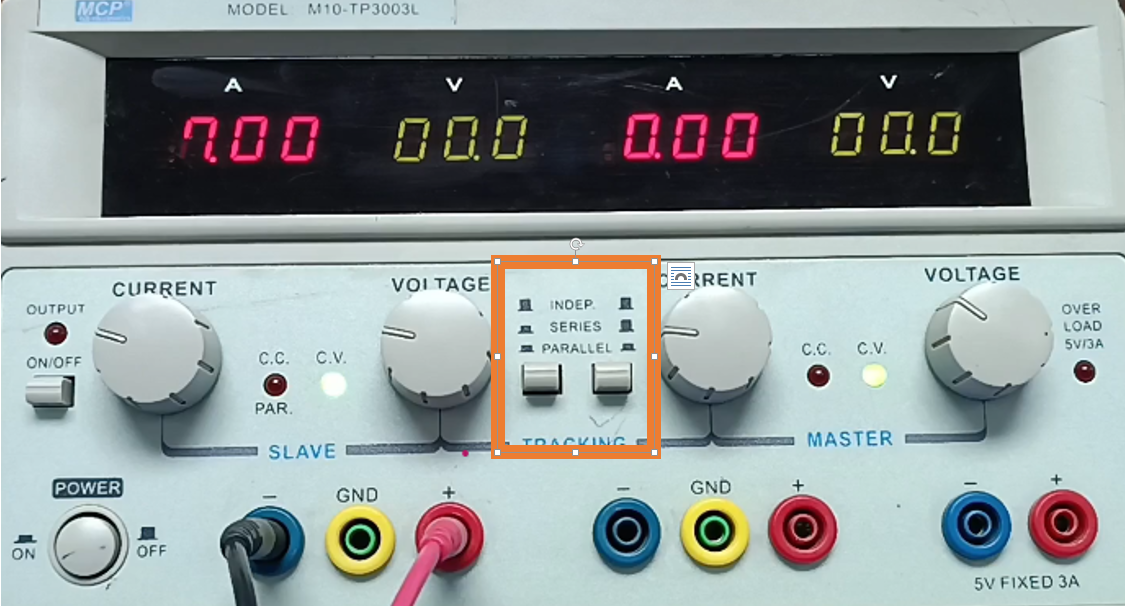 MCP
MODEL M10-TP3003L
A V A V
7.00 00.0 0.00 00.0
CURRENT VOLTAGE CURRENT VOLTAGE
OUTPUT
ON/OFF
C.C. C.V.
PAR.
INDEP.
SERIES
PARALLEL
C.C. C.V.
OVER
LOAD
5V/3A
SLAVE TRACKING MASTER
POWER
ON OFF
− GND +
− GND +
− +
5V FIXED 3A